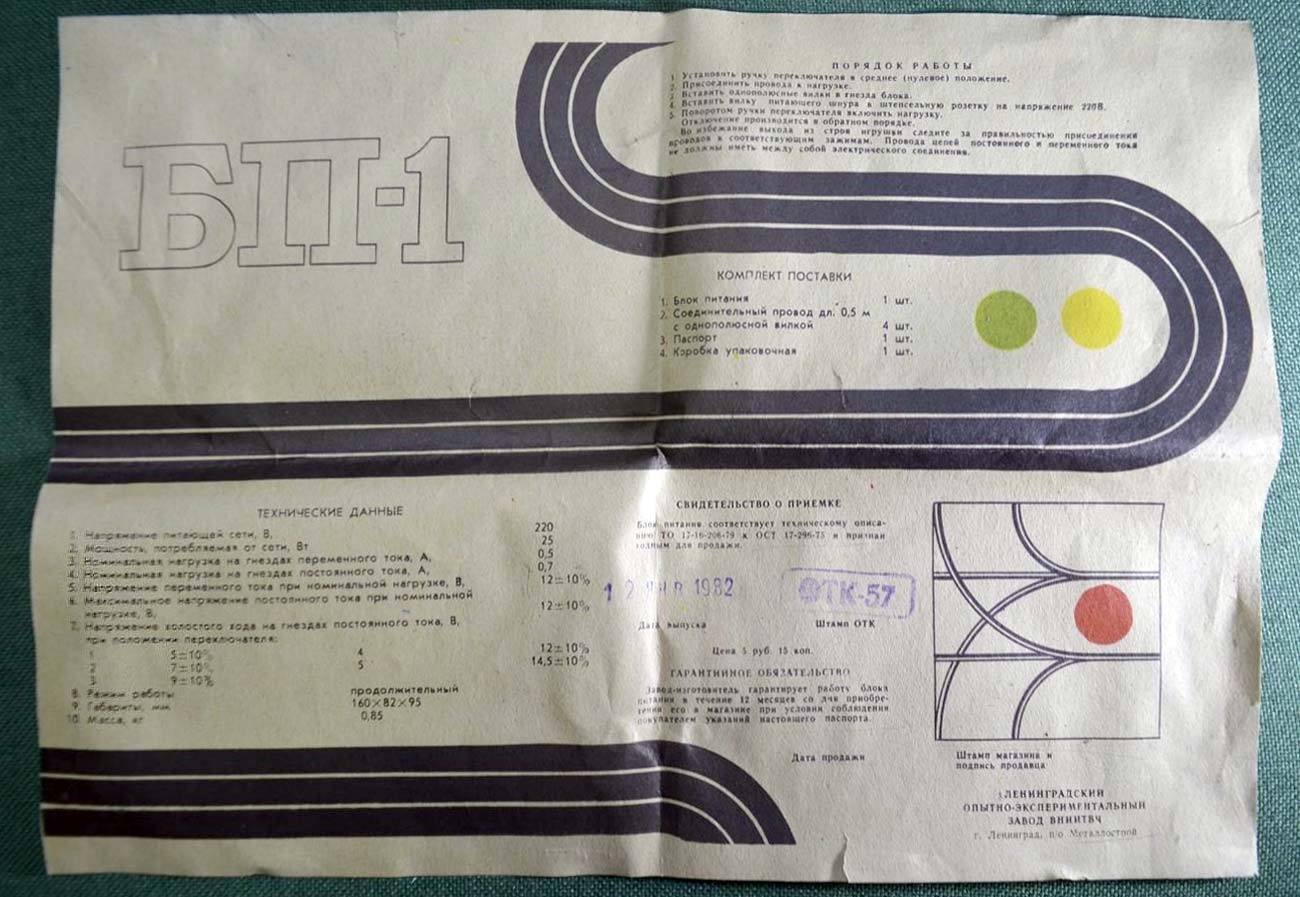 БП-1
ПОРЯДОК РАБОТЫ
1. Установить ручку переключателя в среднее (нулевое) положение.
2. Присоединить провода к нагрузке.
3. Вставить однополюсные вилки в гнезда блока.
4. Вставить вилку питающего шнура в штепсельную розетку на напряжение 220В.
5. Поворотом ручки переключателя включить нагрузку.
Отключение производится в обратном порядке.
Во избежание выхода из строя игрушки следите за правильностью присоединения
проводов к соответствующим зажимам. Провода цепей постоянного и переменного тока
не должны иметь между собой электрического соединения.
КОМПЛЕКТ ПОСТАВКИ
1. Блок питания 1 шт.
2. Соединительный провод дл. 0,5 м
с однополюсной вилкой 4 шт.
3. Паспорт 1 шт.
4. Коробка упаковочная 1 шт.
ТЕХНИЧЕСКИЕ ДАННЫЕ
1. Напряжение питающей сети, В, 220
2. Мощность, потребляемая от сети, Вт 25
3. Номинальная нагрузка на гнездах переменного тока, А, 0,5
4. Номинальная нагрузка на гнездах постоянного тока, А, 0,7
5. Напряжение переменного тока при номинальной нагрузке, В, 12±10%
6. Максимальное напряжение постоянного тока при номинальной
нагрузке, В, 12±10%
7. Напряжение холостого хода на гнездах постоянного тока, В,
при положении переключателя:
1 5±10% 4 12±10%
2 7±10% 5 14,5±10%
3 9±10%
8. Режим работы продолжительный
9. Габариты, мм 160×82×95
10. Масса, кг 0,85
СВИДЕТЕЛЬСТВО О ПРИЕМКЕ
Блок питания соответствует техническому описа-
нию ТО 17-16-206-79 к ОСТ 17-296-75 и признан
годным для продажи.
12 ЯНВ 1982
ОТК-57
Дата выпуска Штамп ОТК
Цена 5 руб. 15 коп.
ГАРАНТИЙНОЕ ОБЯЗАТЕЛЬСТВО
Завод-изготовитель гарантирует работу блока
питания в течение 12 месяцев со дня приобре-
тения его в магазине при условии соблюдения
покупателем указаний настоящего паспорта.
Дата продажи
Штамп магазина и
подпись продавца
ЛЕНИНГРАДСКИЙ
ОПЫТНО-ЭКСПЕРИМЕНТАЛЬНЫЙ
ЗАВОД ВНИИТВЧ
г. Ленинград, п/о Металлострой